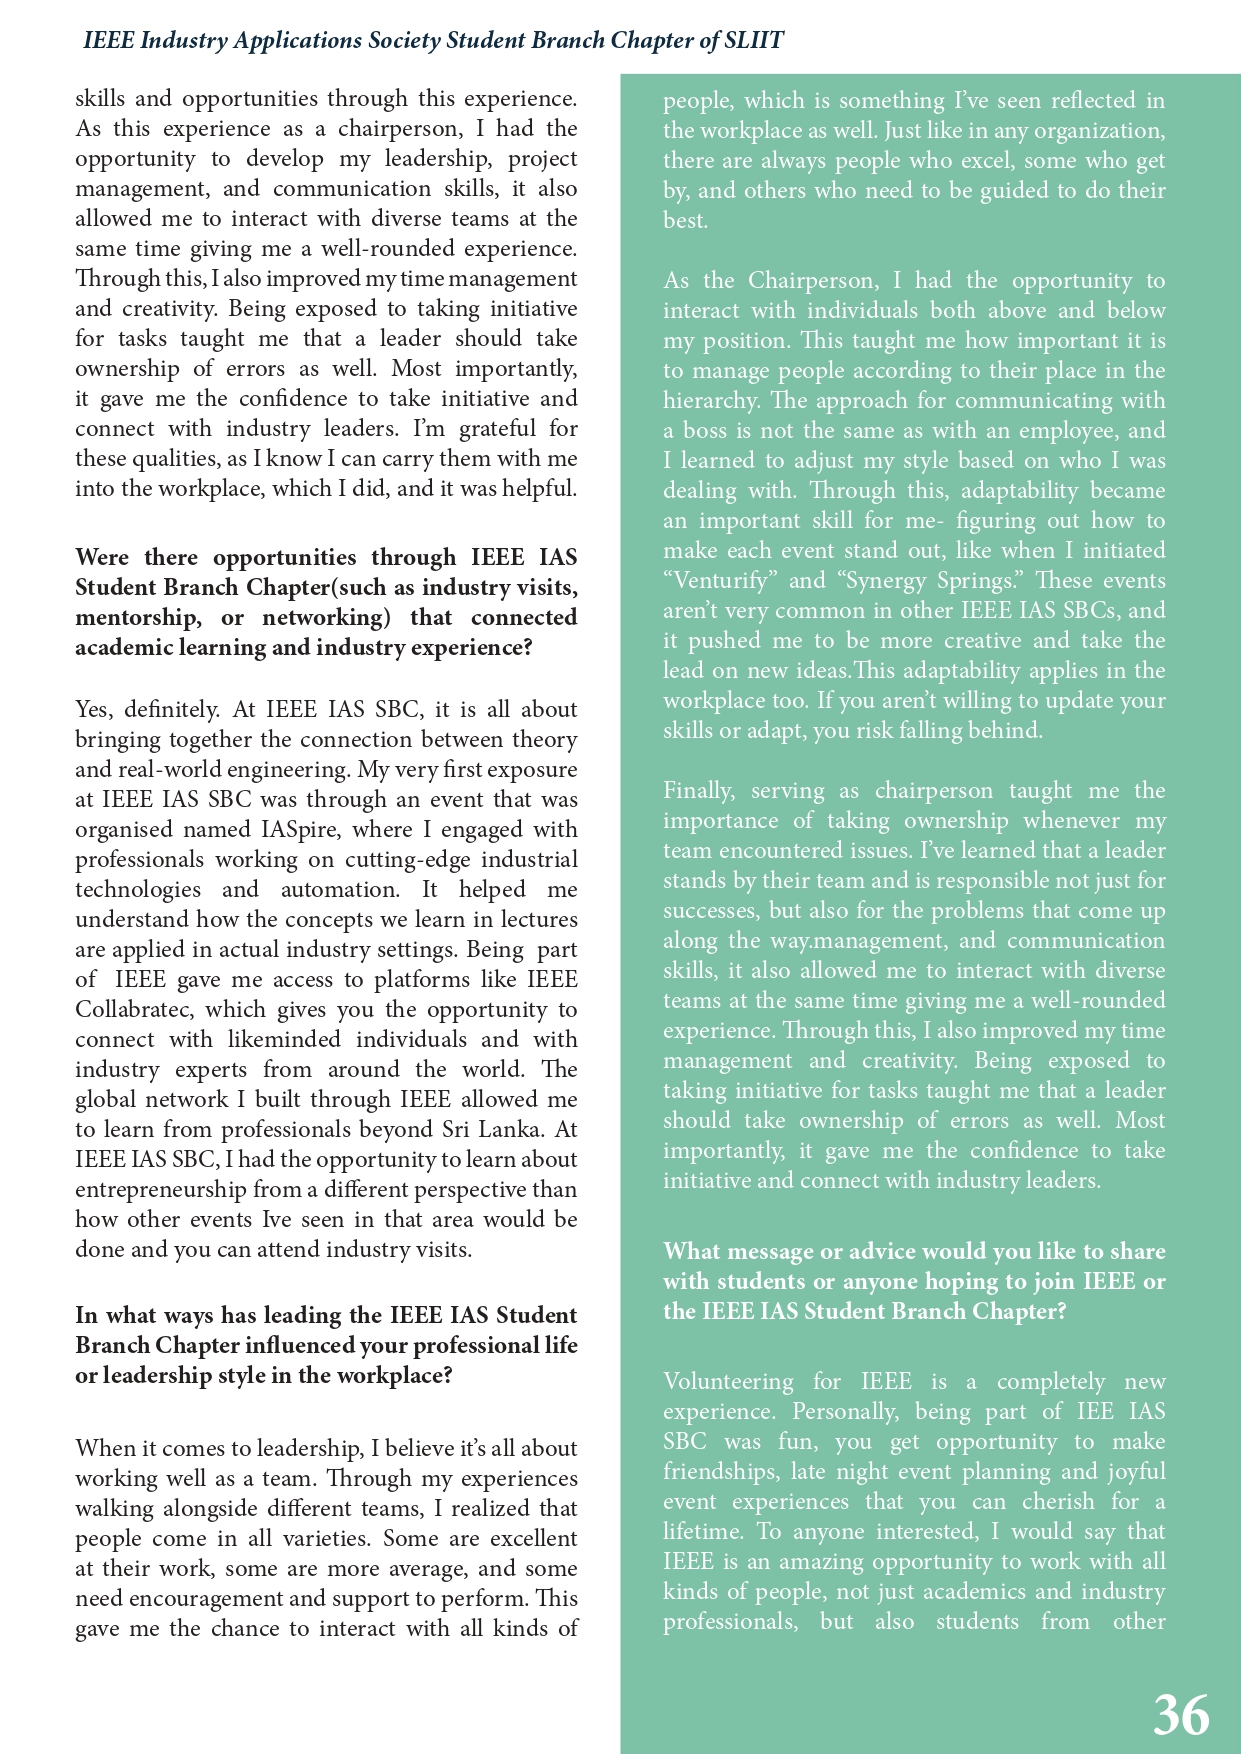 IEEE Industry Applications Society Student Branch Chapter of SLIIT
skills and opportunities through this experience.
As this experience as a chairperson, I had the
opportunity to develop my leadership, project
management, and communication skills, it also
allowed me to interact with diverse teams at the
same time giving me a well-rounded experience.
Through this, I also improved my time management
and creativity. Being exposed to taking initiative
for tasks taught me that a leader should take
ownership of errors as well. Most importantly,
it gave me the confidence to take initiative and
connect with industry leaders. I’m grateful for
these qualities, as I know I can carry them with me
into the workplace, which I did, and it was helpful.
Were there opportunities through IEEE IAS
Student Branch Chapter(such as industry visits,
mentorship, or networking) that connected
academic learning and industry experience?
Yes, definitely. At IEEE IAS SBC, it is all about
bringing together the connection between theory
and real-world engineering. My very first exposure
at IEEE IAS SBC was through an event that was
organised named IASpire, where I engaged with
professionals working on cutting-edge industrial
technologies and automation. It helped me
understand how the concepts we learn in lectures
are applied in actual industry settings. Being part
of IEEE gave me access to platforms like IEEE
Collabratec, which gives you the opportunity to
connect with likeminded individuals and with
industry experts from around the world. The
global network I built through IEEE allowed me
to learn from professionals beyond Sri Lanka. At
IEEE IAS SBC, I had the opportunity to learn about
entrepreneurship from a different perspective than
how other events Ive seen in that area would be
done and you can attend industry visits.
In what ways has leading the IEEE IAS Student
Branch Chapter influenced your professional life
or leadership style in the workplace?
When it comes to leadership, I believe it’s all about
working well as a team. Through my experiences
walking alongside different teams, I realized that
people come in all varieties. Some are excellent
at their work, some are more average, and some
need encouragement and support to perform. This
gave me the chance to interact with all kinds of
people, which is something I’ve seen reflected in
the workplace as well. Just like in any organization,
there are always people who excel, some who get
by, and others who need to be guided to do their
best.
As the Chairperson, I had the opportunity to
interact with individuals both above and below
my position. This taught me how important it is
to manage people according to their place in the
hierarchy. The approach for communicating with
a boss is not the same as with an employee, and
I learned to adjust my style based on who I was
dealing with. Through this, adaptability became
an important skill for me- figuring out how to
make each event stand out, like when I initiated
“Venturify” and “Synergy Springs.” These events
aren’t very common in other IEEE IAS SBCs, and
it pushed me to be more creative and take the
lead on new ideas.This adaptability applies in the
workplace too. If you aren’t willing to update your
skills or adapt, you risk falling behind.
Finally, serving as chairperson taught me the
importance of taking ownership whenever my
team encountered issues. I’ve learned that a leader
stands by their team and is responsible not just for
successes, but also for the problems that come up
along the way.management, and communication
skills, it also allowed me to interact with diverse
teams at the same time giving me a well-rounded
experience. Through this, I also improved my time
management and creativity. Being exposed to
taking initiative for tasks taught me that a leader
should take ownership of errors as well. Most
importantly, it gave me the confidence to take
initiative and connect with industry leaders.
What message or advice would you like to share
with students or anyone hoping to join IEEE or
the IEEE IAS Student Branch Chapter?
Volunteering for IEEE is a completely new
experience. Personally, being part of IEE IAS
SBC was fun, you get opportunity to make
friendships, late night event planning and joyful
event experiences that you can cherish for a
lifetime. To anyone interested, I would say that
IEEE is an amazing opportunity to work with all
kinds of people, not just academics and industry
professionals, but also students from other
36